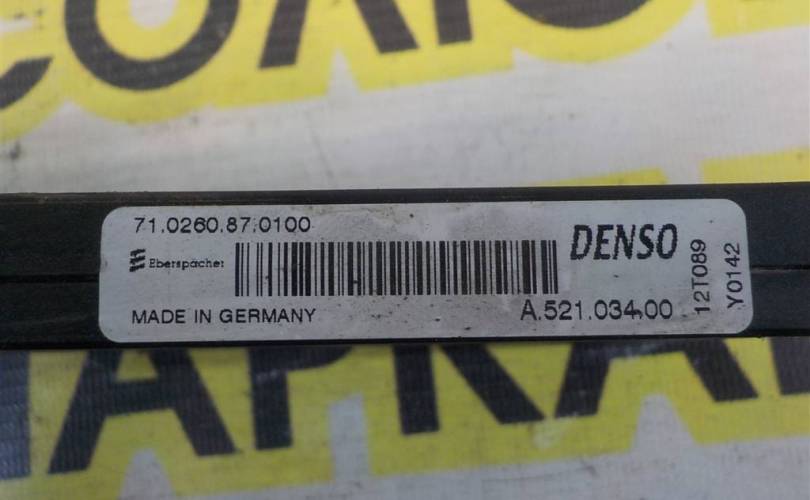 71.0260.87.0100
Eberspächer
DENSO
MADE IN GERMANY
A.521.034.00
12T089
Y0142